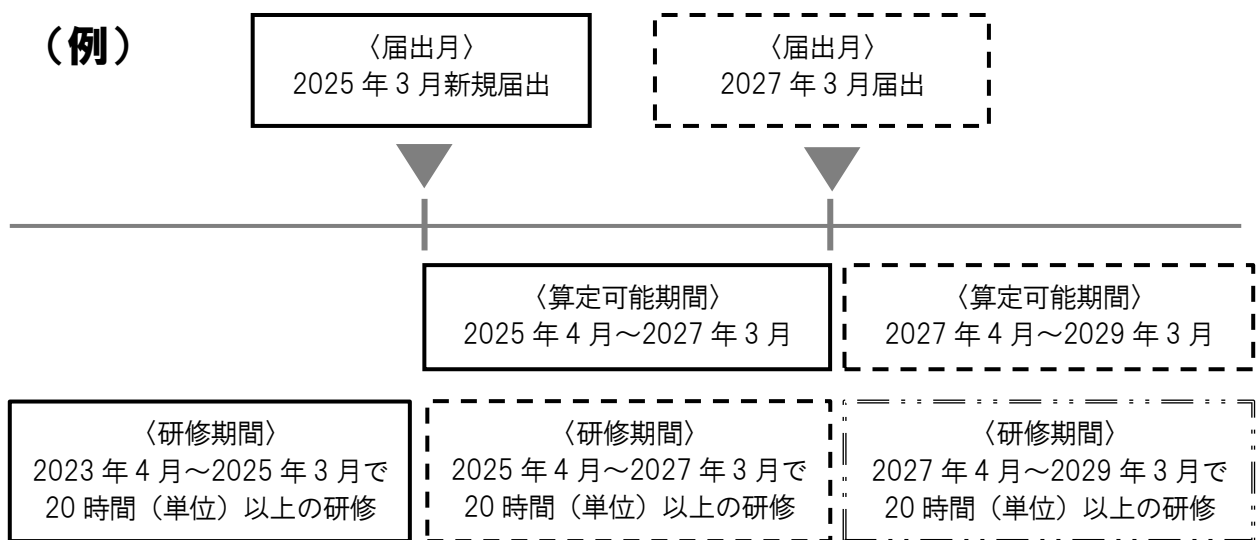 （例）
〈届出月〉
2025 年 3 月新規届出
〈届出月〉
2027 年 3 月届出
〈算定可能期間〉
2025 年 4 月～2027 年 3 月
〈算定可能期間〉
2027 年 4 月～2029 年 3 月
〈研修期間〉
2023 年 4 月～2025 年 3 月で
20 時間（単位）以上の研修
〈研修期間〉
2025 年 4 月～2027 年 3 月で
20 時間（単位）以上の研修
〈研修期間〉
2027 年 4 月～2029 年 3 月で
20 時間（単位）以上の研修